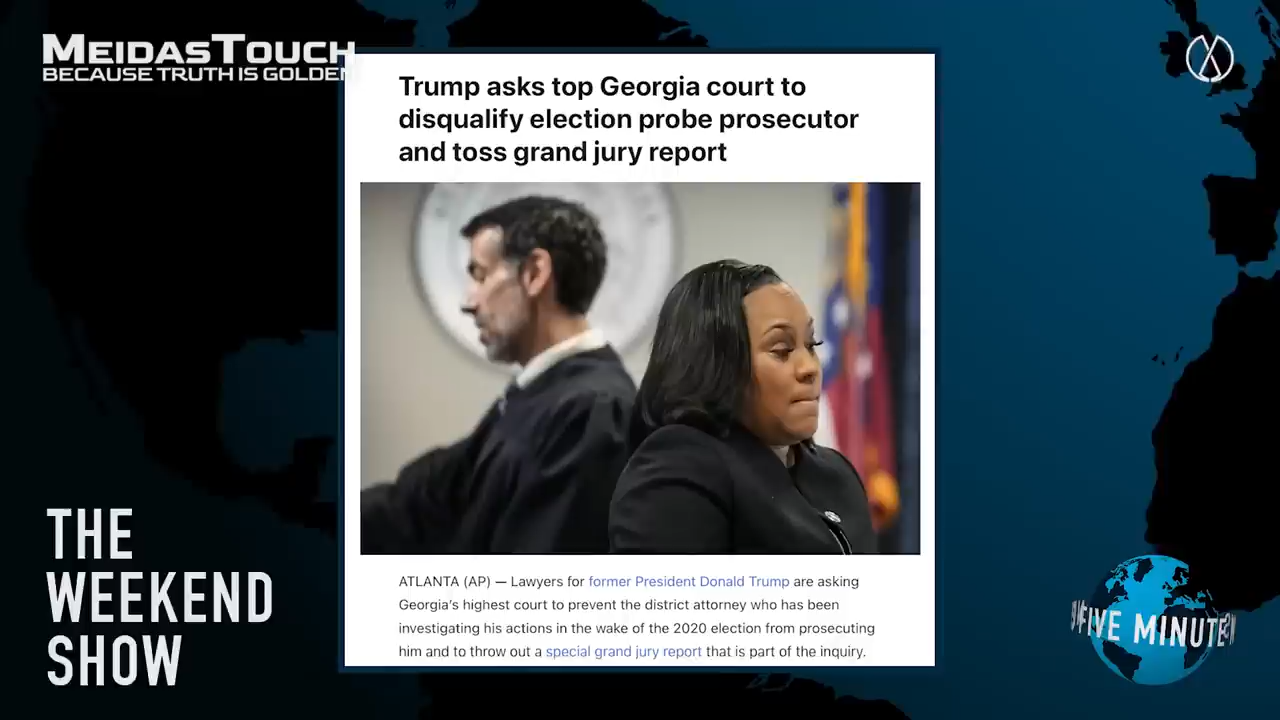 MEIDASTOUCH
BECAUSE TRUTH IS GOLDEN
Trump asks top Georgia court to
disqualify election probe prosecutor
and toss grand jury report
ATLANTA (AP) — Lawyers for former President Donald Trump are asking
Georgia's highest court to prevent the district attorney who has been
investigating his actions in the wake of the 2020 election from prosecuting
him and to throw out a special grand jury report that is part of the inquiry.
THE
WEEKEND
SHOW
FIVE MINUTE